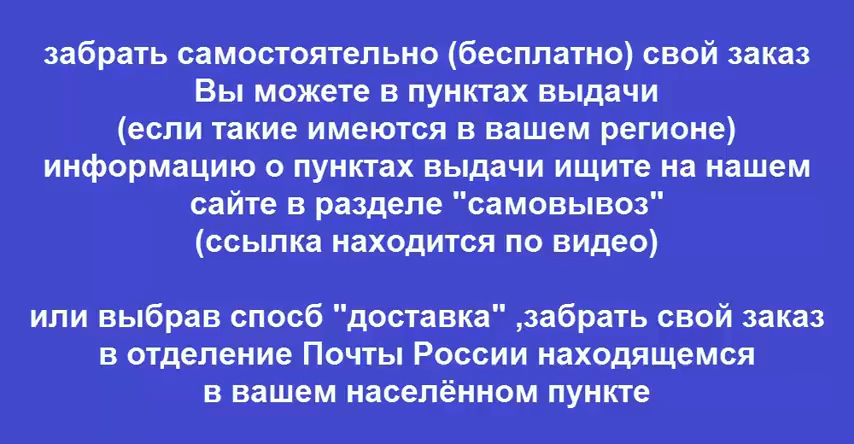 забрать самостоятельно (бесплатно) свой заказ
Вы можете в пунктах выдачи
(если такие имеются в вашем регионе)
информацию о пунктах выдачи ищите на нашем
сайте в разделе "самовывоз"
(ссылка находится по видео)
или выбрав спосб "доставка" ,забрать свой заказ
в отделение Почты России находящемся
в вашем населённом пункте